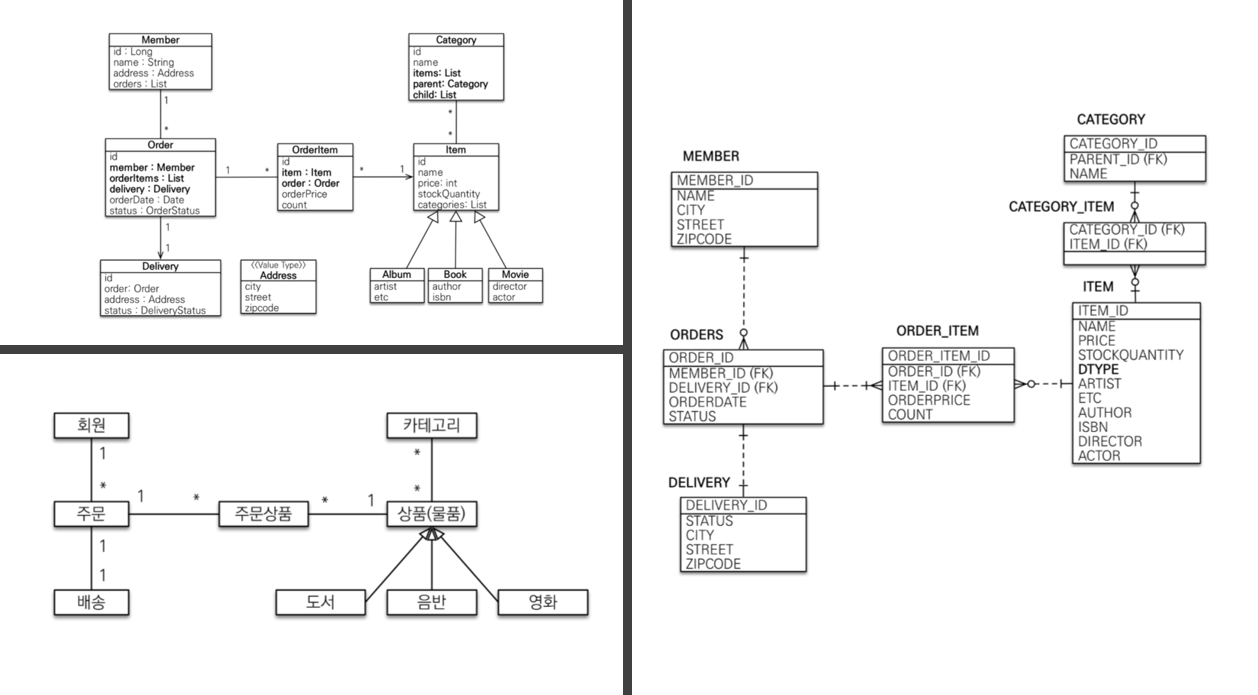 Member
id : Long
name : String
address : Address
orders : List
Category
id
name
items: List
parent: Category
child: List
1
*
*
*
Order
id
member : Member
orderItems : List
delivery : Delivery
orderDate : Date
status : OrderStatus
1
*
OrderItem
id
item : Item
order : Order
orderPrice
count
*
1
Item
id
name
price: int
stockQuantity
categories: List
1
1
Delivery
id
order: Order
address : Address
status : DeliveryStatus
《Value Type》
Address
city
street
zipcode
Album
artist
etc
Book
author
isbn
Movie
director
actor
회원
카테고리
1
*
*
*
주문
1
*
주문상품
*
1
상품(물품)
1
1
배송
도서
음반
영화
MEMBER
MEMBER_ID
NAME
CITY
STREET
ZIPCODE
CATEGORY
CATEGORY_ID
PARENT_ID (FK)
NAME
CATEGORY_ITEM
CATEGORY_ID (FK)
ITEM_ID (FK)
ORDERS
ORDER_ID
MEMBER_ID (FK)
DELIVERY_ID (FK)
ORDERDATE
STATUS
ORDER_ITEM
ORDER_ITEM_ID
ORDER_ID (FK)
ITEM_ID (FK)
ORDERPRICE
COUNT
ITEM
ITEM_ID
NAME
PRICE
STOCKQUANTITY
DTYPE
ARTIST
ETC
AUTHOR
ISBN
DIRECTOR
ACTOR
DELIVERY
DELIVERY_ID
STATUS
CITY
STREET
ZIPCODE